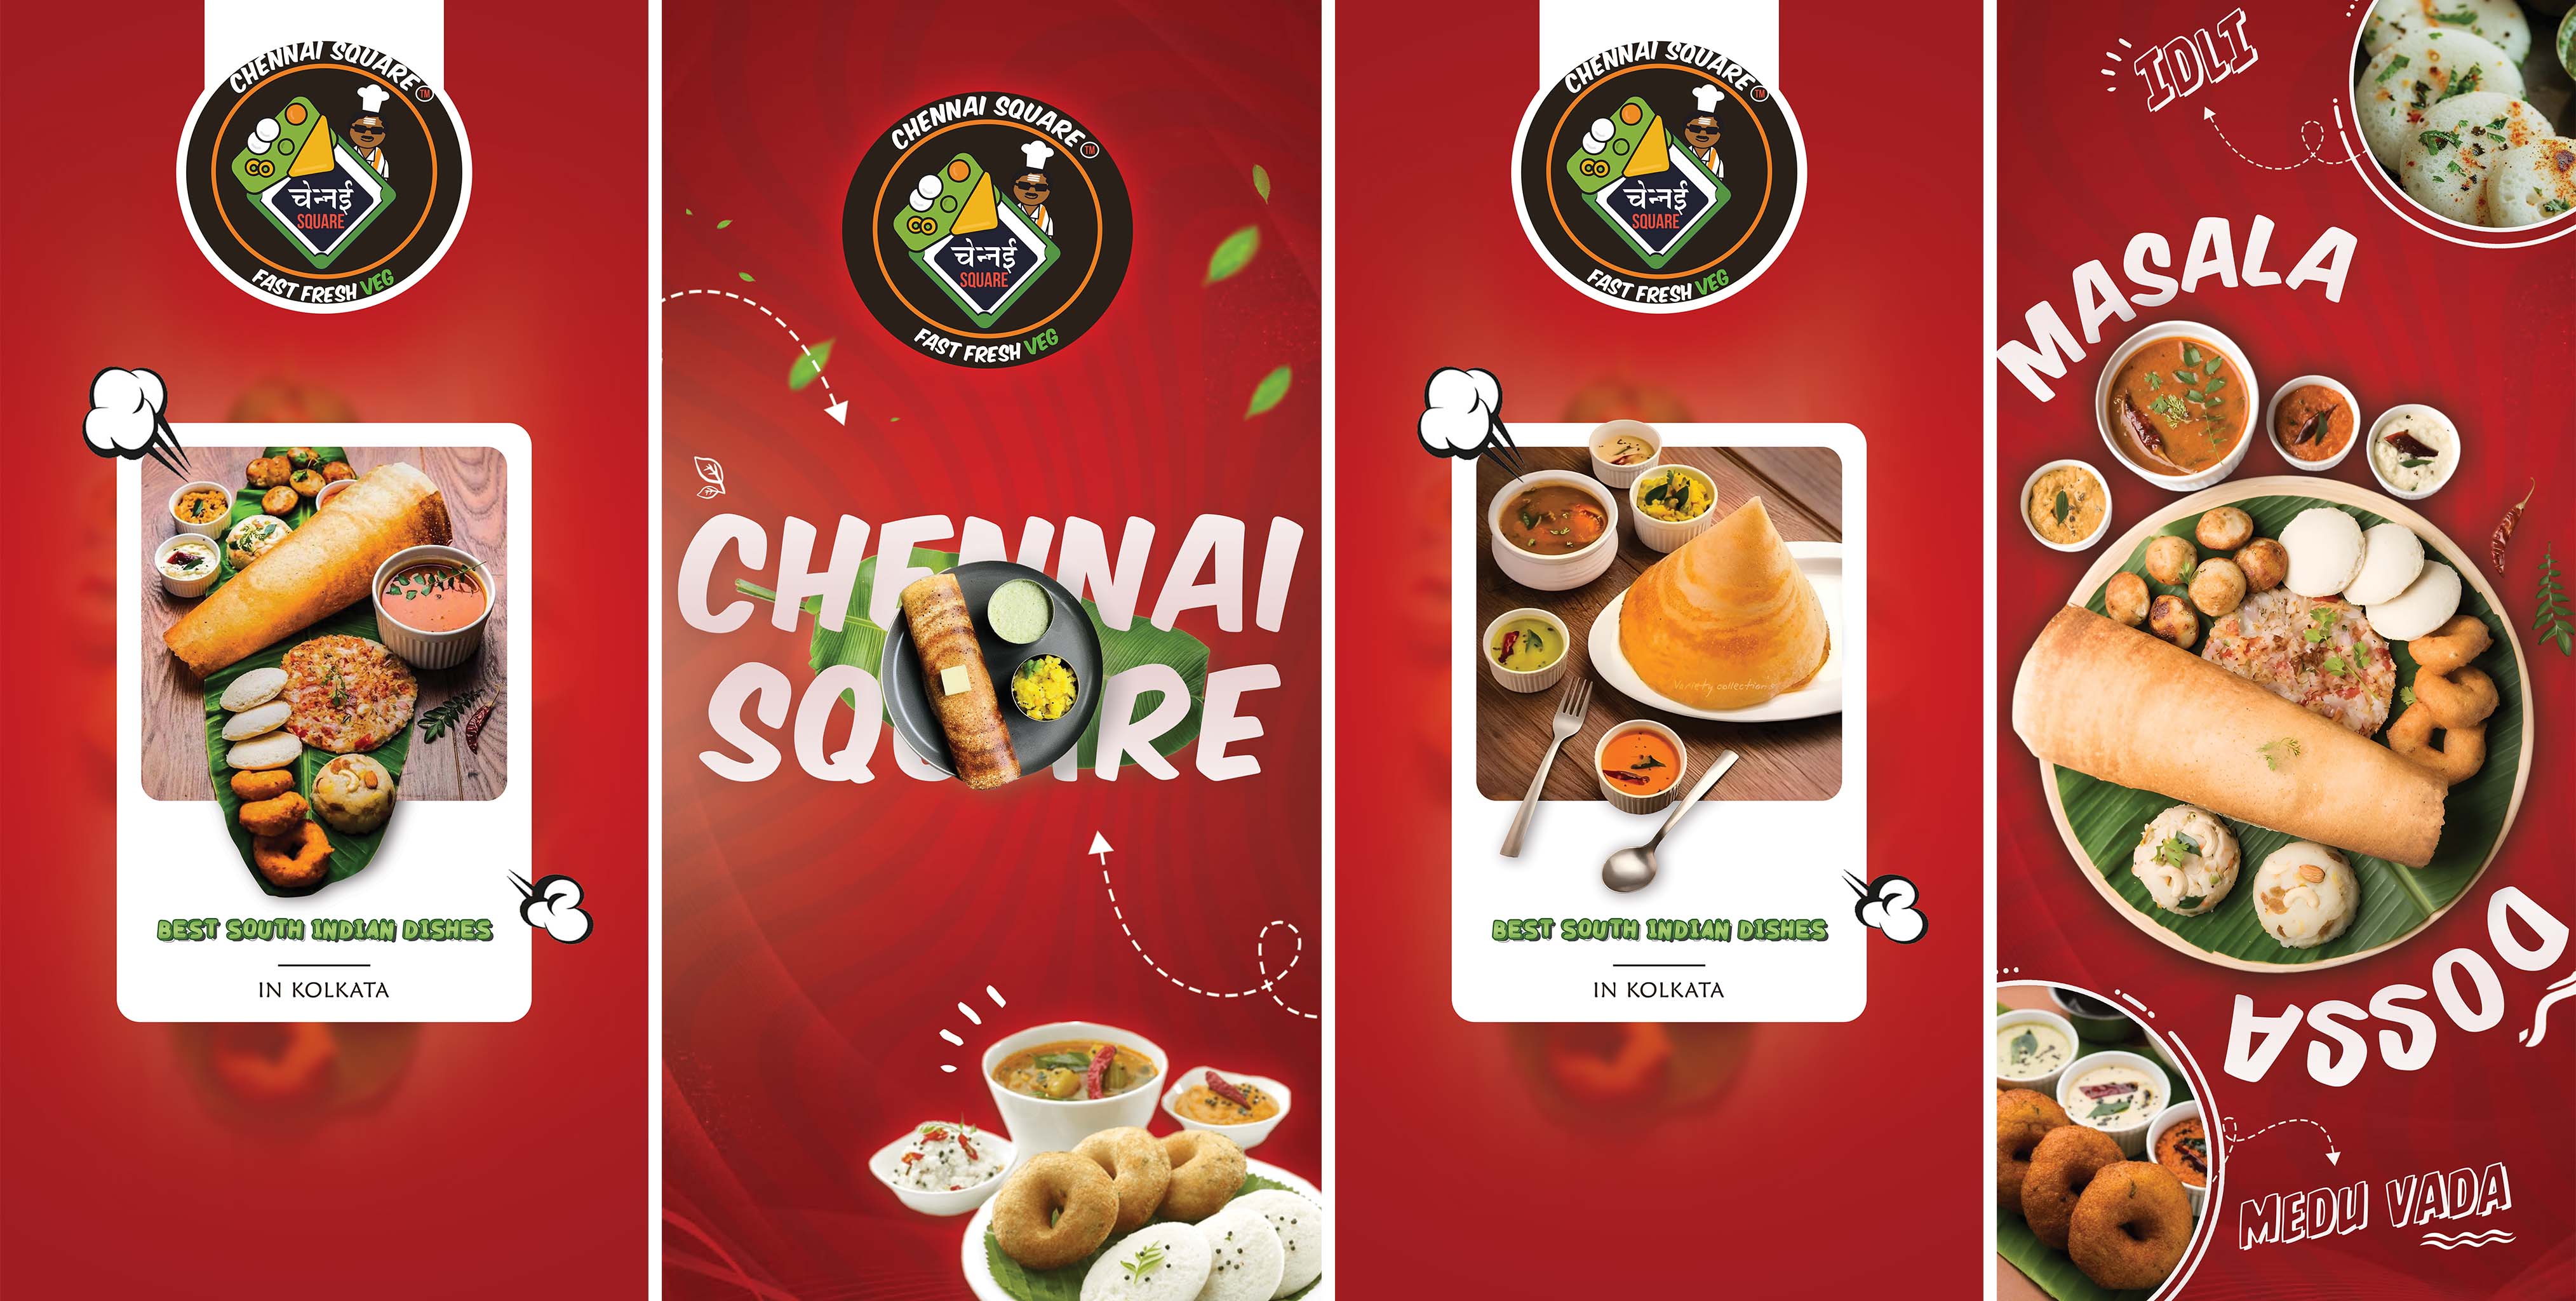 CHENNAI SQUARE TM
चेन्नई
SQUARE
FAST FRESH VEG
BEST SOUTH INDIAN DISHES
IN KOLKATA
CHENNAI SQUARE TM
चेन्नई
SQUARE
FAST FRESH VEG
CHENNAI
SQUARE
CHENNAI SQUARE TM
चेन्नई
SQUARE
FAST FRESH VEG
Variety collections
BEST SOUTH INDIAN DISHES
IN KOLKATA
IDLI
MASALA
DOSSA
MEDU VADA